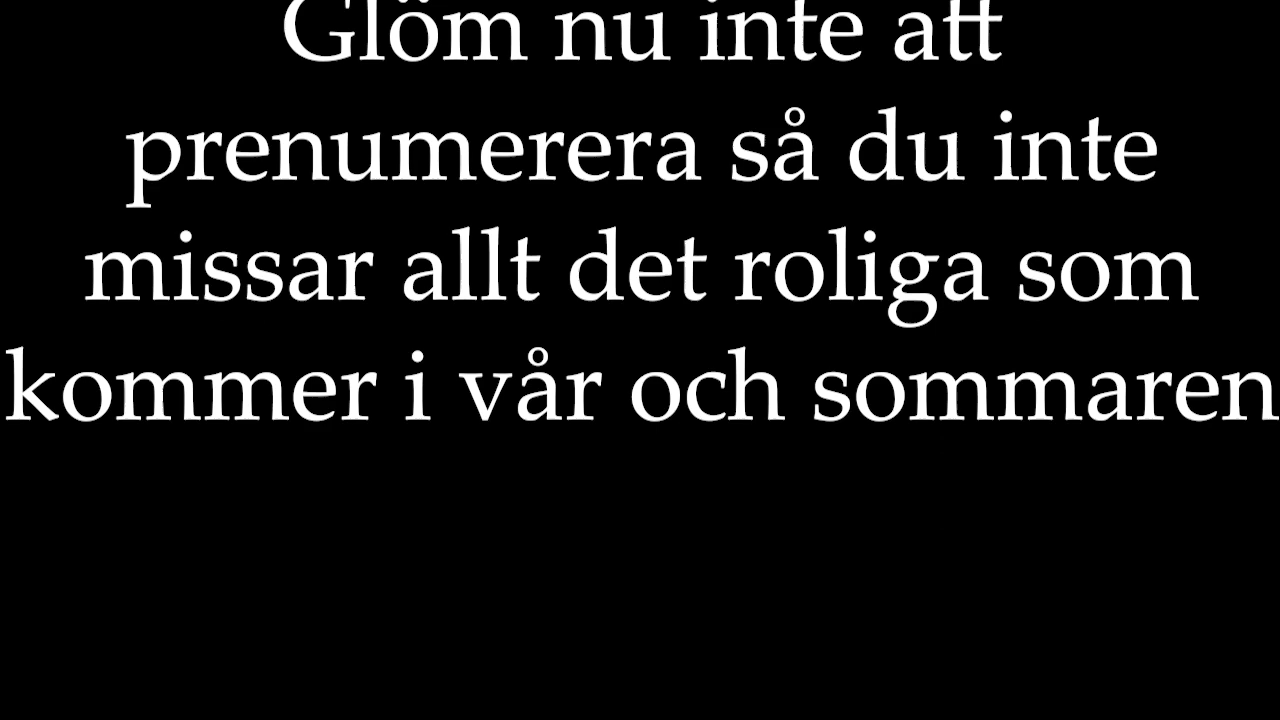 Glöm nu inte att
prenumerera så du inte
missar allt det roliga som
kommer i vår och sommaren